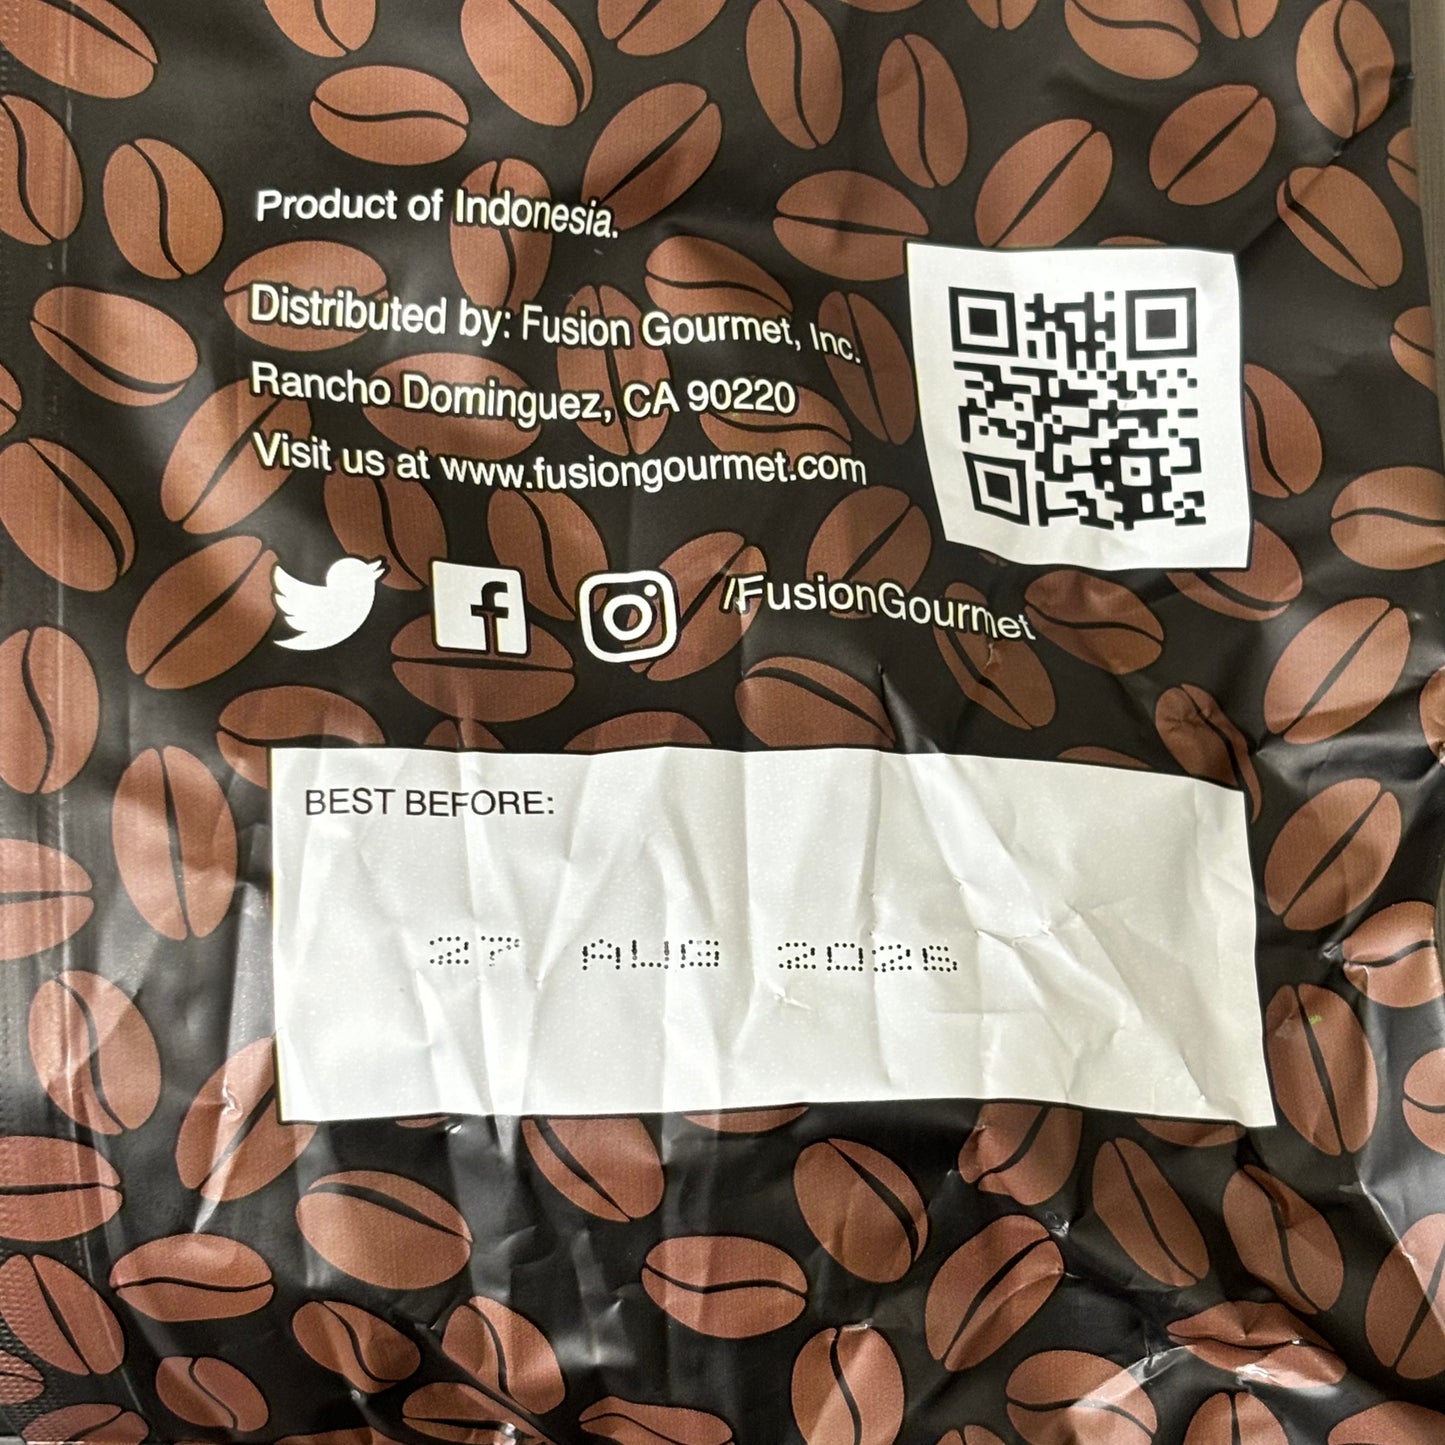 Product of Indonesia.
Distributed by: Fusion Gourmet, Inc.
Rancho Dominguez, CA 90220
Visit us at www.fusiongourmet.com
/FusionGourmet
BEST BEFORE:
27 AUG 2026